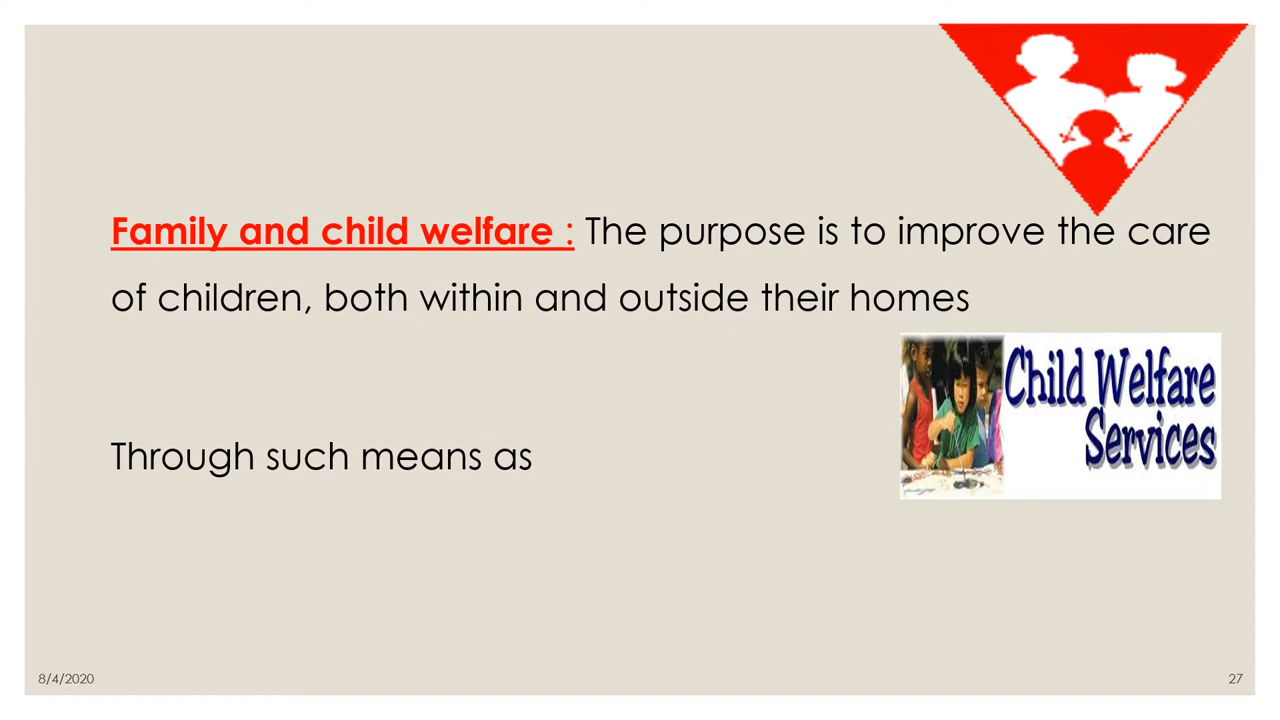 Family and child welfare : The purpose is to improve the care
of children, both within and outside their homes
Child Welfare
Services
Through such means as
8/4/2020
27